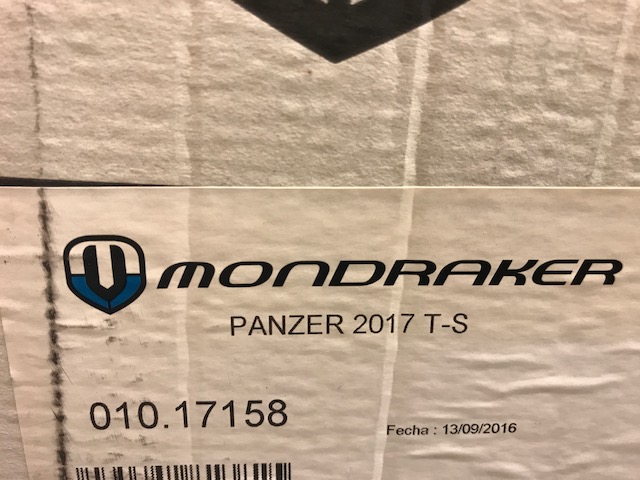 MONDRAKER
PANZER 2017 T-S
010.17158
Fecha : 13/09/2016